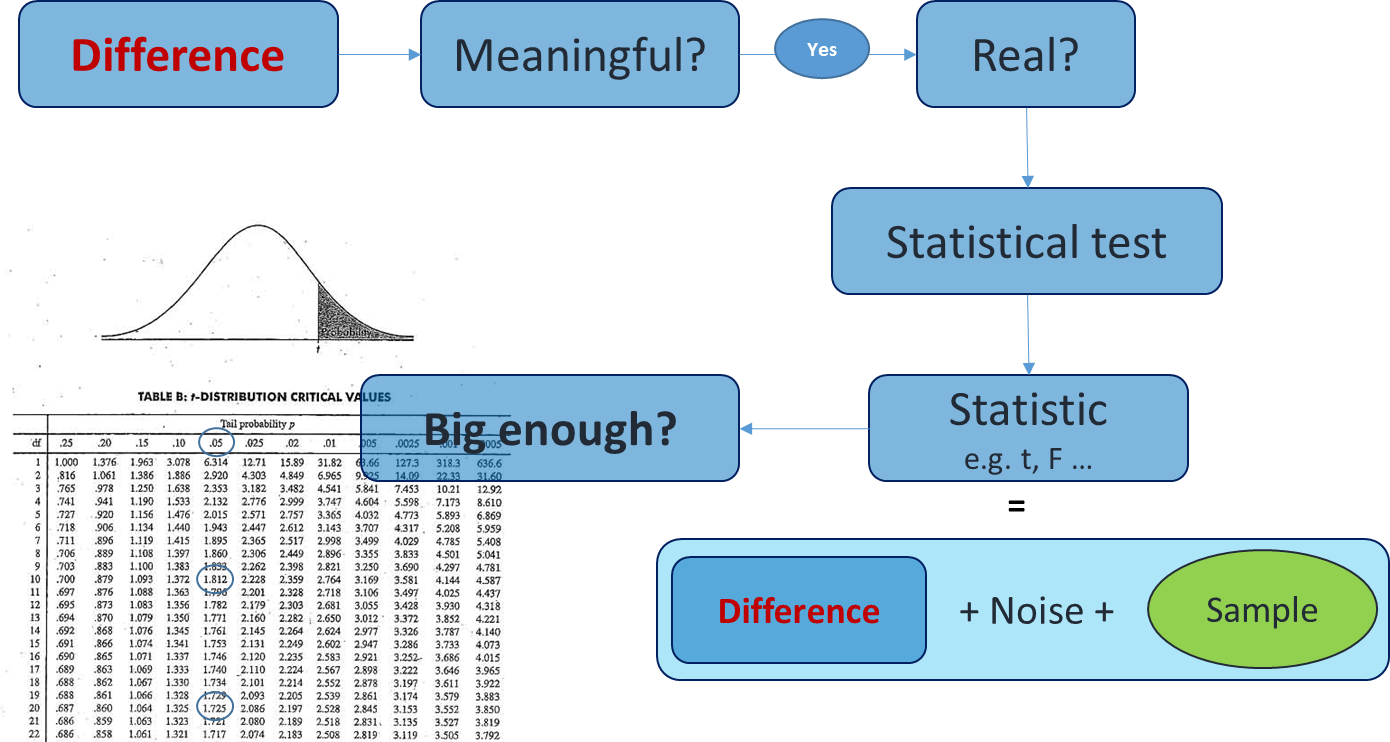 Difference
Meaningful?
Yes
Real?
Statistical test
Statistic
e.g. t, F ...
Big enough?
=
Difference
+ Noise +
Sample
Probability
t
TABLE B: t-DISTRIBUTION CRITICAL VALUES
Tail probability p
df .25 .20 .15 .10 .05 .025 .02 .01 .005 .0025 .001 .0005
1 1.000 1.376 1.963 3.078 6.314 12.71 15.89 31.82 63.66 127.3 318.3 636.6
2 .816 1.061 1.386 1.886 2.920 4.303 4.849 6.965 9.925 14.09 22.33 31.60
3 .765 .978 1.250 1.638 2.353 3.182 3.482 4.541 5.841 7.453 10.21 12.92
4 .741 .941 1.190 1.533 2.132 2.776 2.999 3.747 4.604 5.598 7.173 8.610
5 .727 .920 1.156 1.476 2.015 2.571 2.757 3.365 4.032 4.773 5.893 6.869
6 .718 .906 1.134 1.440 1.943 2.447 2.612 3.143 3.707 4.317 5.208 5.959
7 .711 .896 1.119 1.415 1.895 2.365 2.517 2.998 3.499 4.029 4.785 5.408
8 .706 .889 1.108 1.397 1.860 2.306 2.449 2.896 3.355 3.833 4.501 5.041
9 .703 .883 1.100 1.383 1.833 2.262 2.398 2.821 3.250 3.690 4.297 4.781
10 .700 .879 1.093 1.372 1.812 2.228 2.359 2.764 3.169 3.581 4.144 4.587
11 .697 .876 1.088 1.363 1.796 2.201 2.328 2.718 3.106 3.497 4.025 4.437
12 .695 .873 1.083 1.356 1.782 2.179 2.303 2.681 3.055 3.428 3.930 4.318
13 .694 .870 1.079 1.350 1.771 2.160 2.282 2.650 3.012 3.372 3.852 4.221
14 .692 .868 1.076 1.345 1.761 2.145 2.264 2.624 2.977 3.326 3.787 4.140
15 .691 .866 1.074 1.341 1.753 2.131 2.249 2.602 2.947 3.286 3.733 4.073
16 .690 .865 1.071 1.337 1.746 2.120 2.235 2.583 2.921 3.252 3.686 4.015
17 .689 .863 1.069 1.333 1.740 2.110 2.224 2.567 2.898 3.222 3.646 3.965
18 .688 .862 1.067 1.330 1.734 2.101 2.214 2.552 2.878 3.197 3.611 3.922
19 .688 .861 1.066 1.328 1.729 2.093 2.205 2.539 2.861 3.174 3.579 3.883
20 .687 .860 1.064 1.325 1.725 2.086 2.197 2.528 2.845 3.153 3.552 3.850
21 .686 .859 1.063 1.323 1.721 2.080 2.189 2.518 2.831 3.135 3.527 3.819
22 .686 .858 1.061 1.321 1.717 2.074 2.183 2.508 2.819 3.119 3.505 3.792